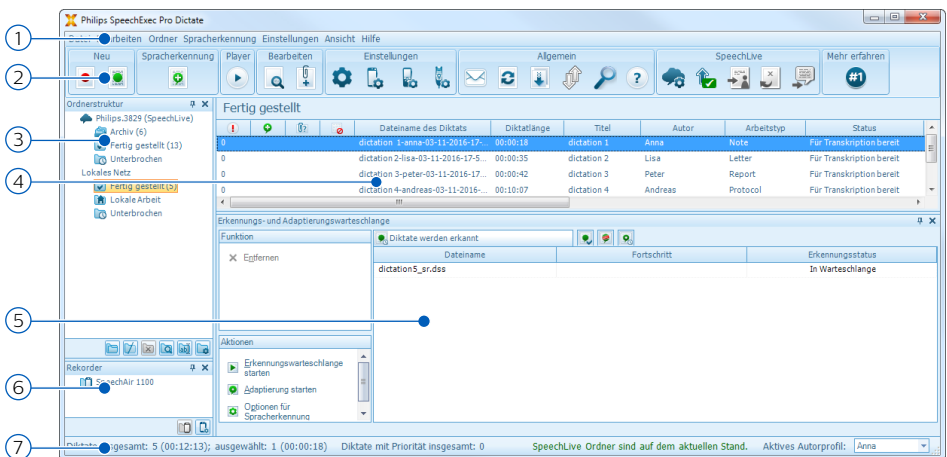 Philips SpeechExec Pro Dictate
1
Datei Bearbeiten Ordner Spracherkennung Einstellungen Ansicht Hilfe
Neu Spracherkennung Player Bearbeiten Einstellungen Allgemein SpeechLive Mehr erfahren
2
#1
Ordnerstruktur
Philips.3829 (SpeechLive)
Archiv (6)
3
Fertig gestellt (13)
Unterbrochen
Lokales Netz
Fertig gestellt (5)
Lokale Arbeit
Unterbrochen
Fertig gestellt
Dateiname des Diktats Diktatlänge Titel Autor Arbeitstyp Status
0 dictation 1-anna-03-11-2016-17-... 00:00:18 dictation 1 Anna Note Für Transkription bereit
0 dictation 2-lisa-03-11-2016-17-5... 00:00:35 dictation 2 Lisa Letter Für Transkription bereit
0 dictation 3-peter-03-11-2016-17... 00:00:42 dictation 3 Peter Report Für Transkription bereit
4
0 dictation 4-andreas-03-11-2016-... 00:10:07 dictation 4 Andreas Protocol Für Transkription bereit
Erkennungs- und Adaptierungswarteschlange
Funktion
Entfernen
Diktate werden erkannt
Dateiname Fortschritt Erkennungsstatus
dictation5_sr.dss In Warteschlange
5
Aktionen
Erkennungswarteschlange
starten
Adaptierung starten
Optionen für
Spracherkennung
Rekorder
6
SpeechAir 1100
7
Diktate insgesamt: 5 (00:12:13); ausgewählt: 1 (00:00:18) Diktate mit Priorität insgesamt: 0 SpeechLive Ordner sind auf dem aktuellen Stand. Aktives Autorprofil: Anna